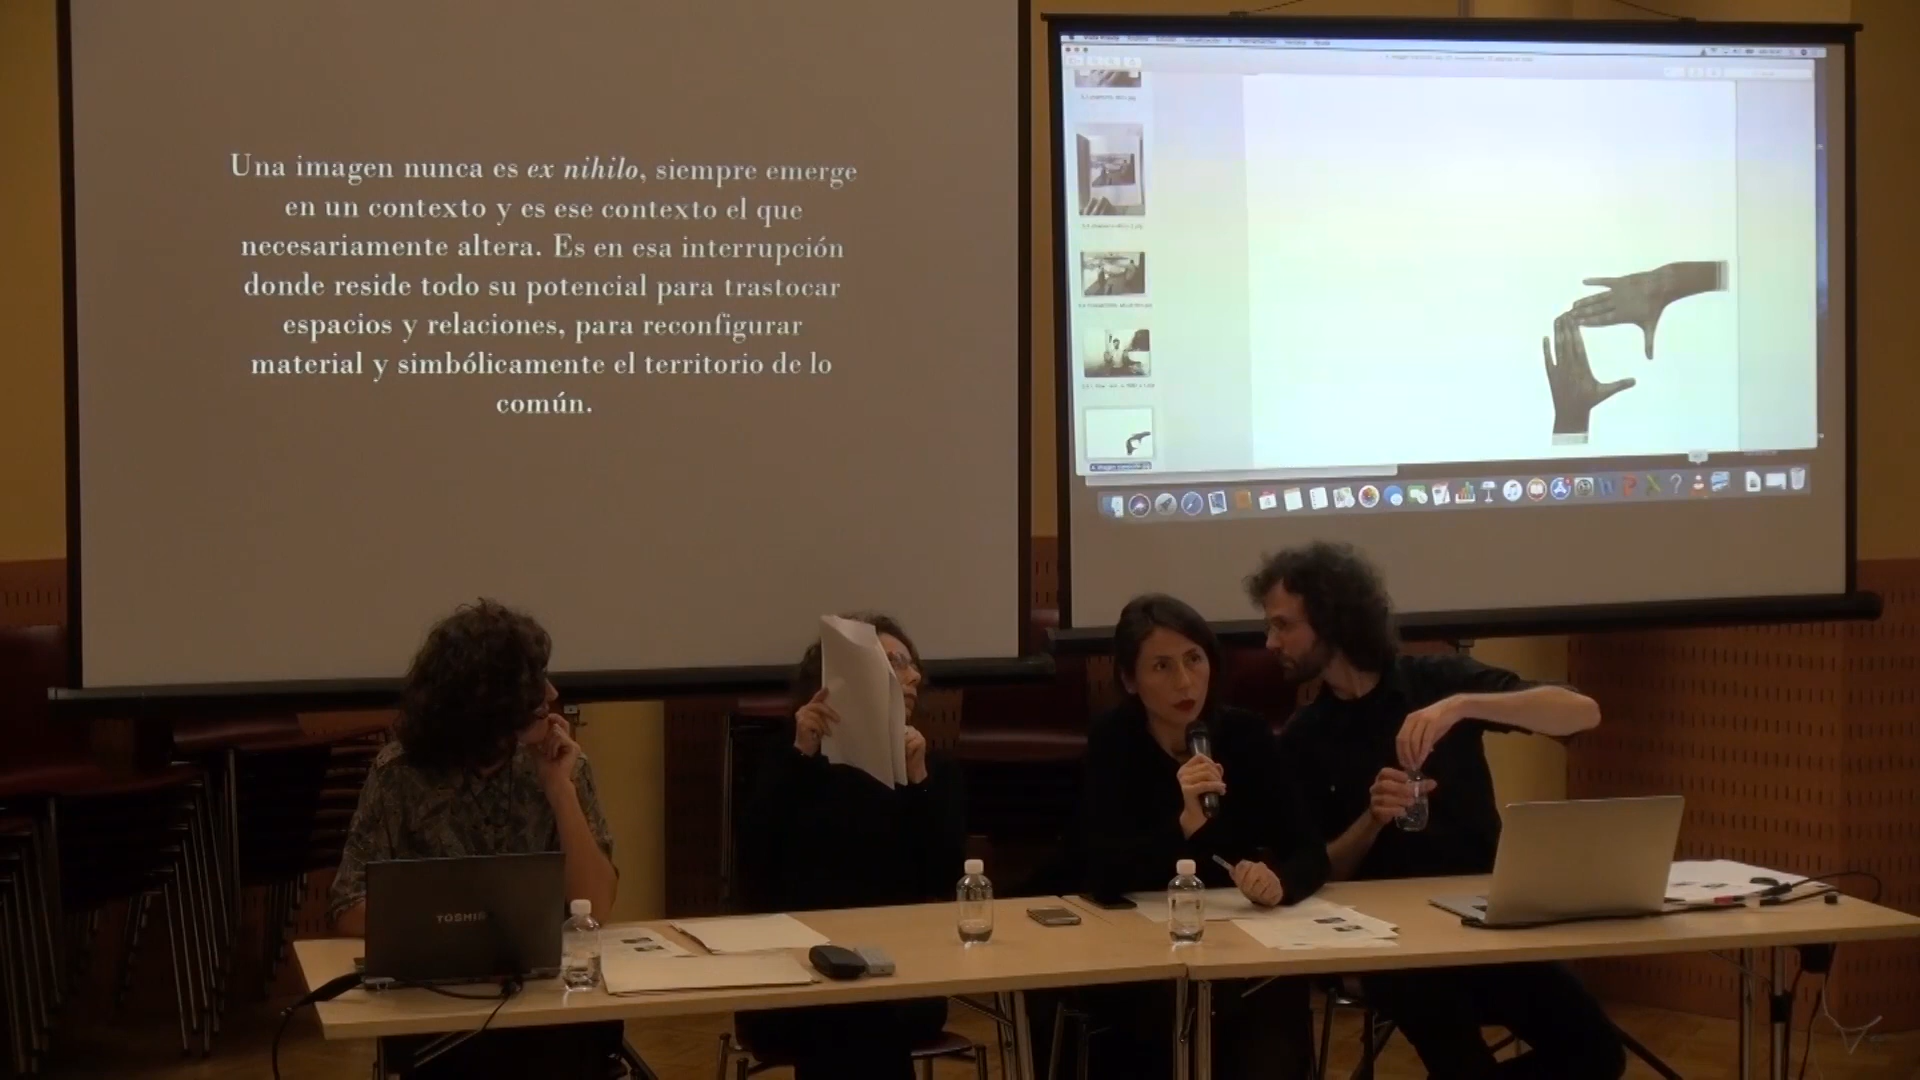 Una imagen nunca es ex nihilo, siempre emerge
en un contexto y es ese contexto el que
necesariamente altera. Es en esa interrupción
donde reside todo su potencial para trastocar
espacios y relaciones, para reconfigurar
material y simbólicamente el territorio de lo
común.